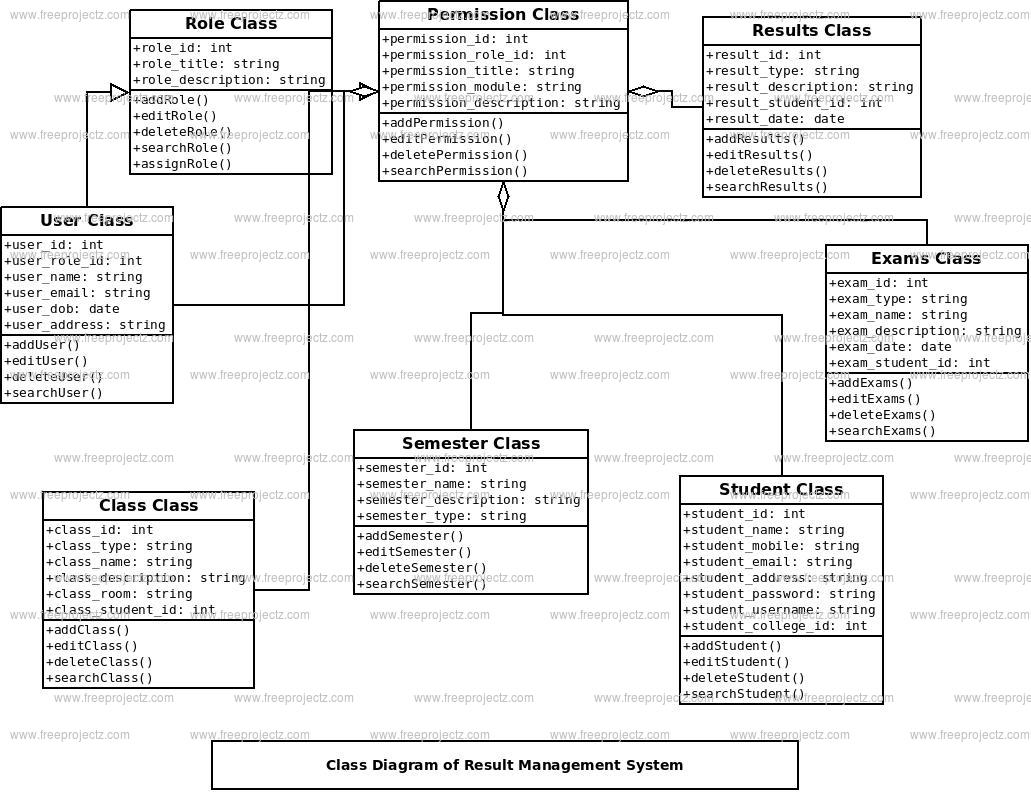 Role Class
+role_id: int
+role_title: string
+role_description: string
+addRole()
+editRole()
+deleteRole()
+searchRole()
+assignRole()
Permission Class
+permission_id: int
+permission_role_id: int
+permission_title: string
+permission_module: string
+permission_description: string
+addPermission()
+editPermission()
+deletePermission()
+searchPermission()
Results Class
+result_id: int
+result_type: string
+result_description: string
+result_student_id: int
+result_date: date
+addResults()
+editResults()
+deleteResults()
+searchResults()
User Class
+user_id: int
+user_role_id: int
+user_name: string
+user_email: string
+user_dob: date
+user_address: string
+addUser()
+editUser()
+deleteUser()
+searchUser()
Exams Class
+exam_id: int
+exam_type: string
+exam_name: string
+exam_description: string
+exam_date: date
+exam_student_id: int
+addExams()
+editExams()
+deleteExams()
+searchExams()
Semester Class
+semester_id: int
+semester_name: string
+semester_description: string
+semester_type: string
+addSemester()
+editSemester()
+deleteSemester()
+searchSemester()
Class Class
+class_id: int
+class_type: string
+class_name: string
+class_description: string
+class_room: string
+class_student_id: int
+addClass()
+editClass()
+deleteClass()
+searchClass()
Student Class
+student_id: int
+student_name: string
+student_mobile: string
+student_email: string
+student_address: string
+student_password: string
+student_username: string
+student_college_id: int
+addStudent()
+editStudent()
+deleteStudent()
+searchStudent()
Class Diagram of Result Management System
www.freeprojectz.com